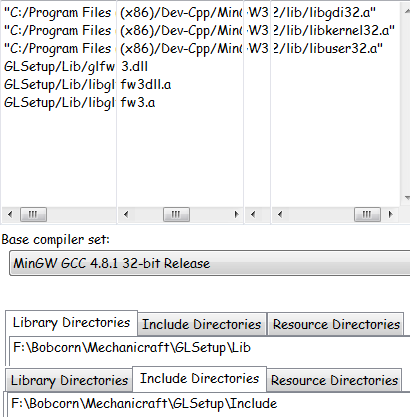 "C:/Program Files (x86)/Dev-Cpp/MinG W3 2/lib/libgdi32.a"
"C:/Program Files (x86)/Dev-Cpp/MinG W3 2/lib/libkernel32.a"
"C:/Program Files (x86)/Dev-Cpp/MinG W3 2/lib/libuser32.a"
GLSetup/Lib/glfw 3.dll
GLSetup/Lib/libgl fw3dll.a
GLSetup/Lib/libgl fw3.a
Base compiler set:
MinGW GCC 4.8.1 32-bit Release
Library Directories Include Directories Resource Directories
F:\Bobcorn\Mechanicraft\GLSetup\Lib
Library Directories Include Directories Resource Directories
F:\Bobcorn\Mechanicraft\GLSetup\Include